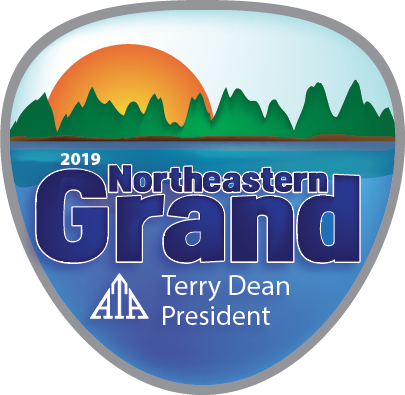 2019
Northeastern
Grand
ATA
Terry Dean
President